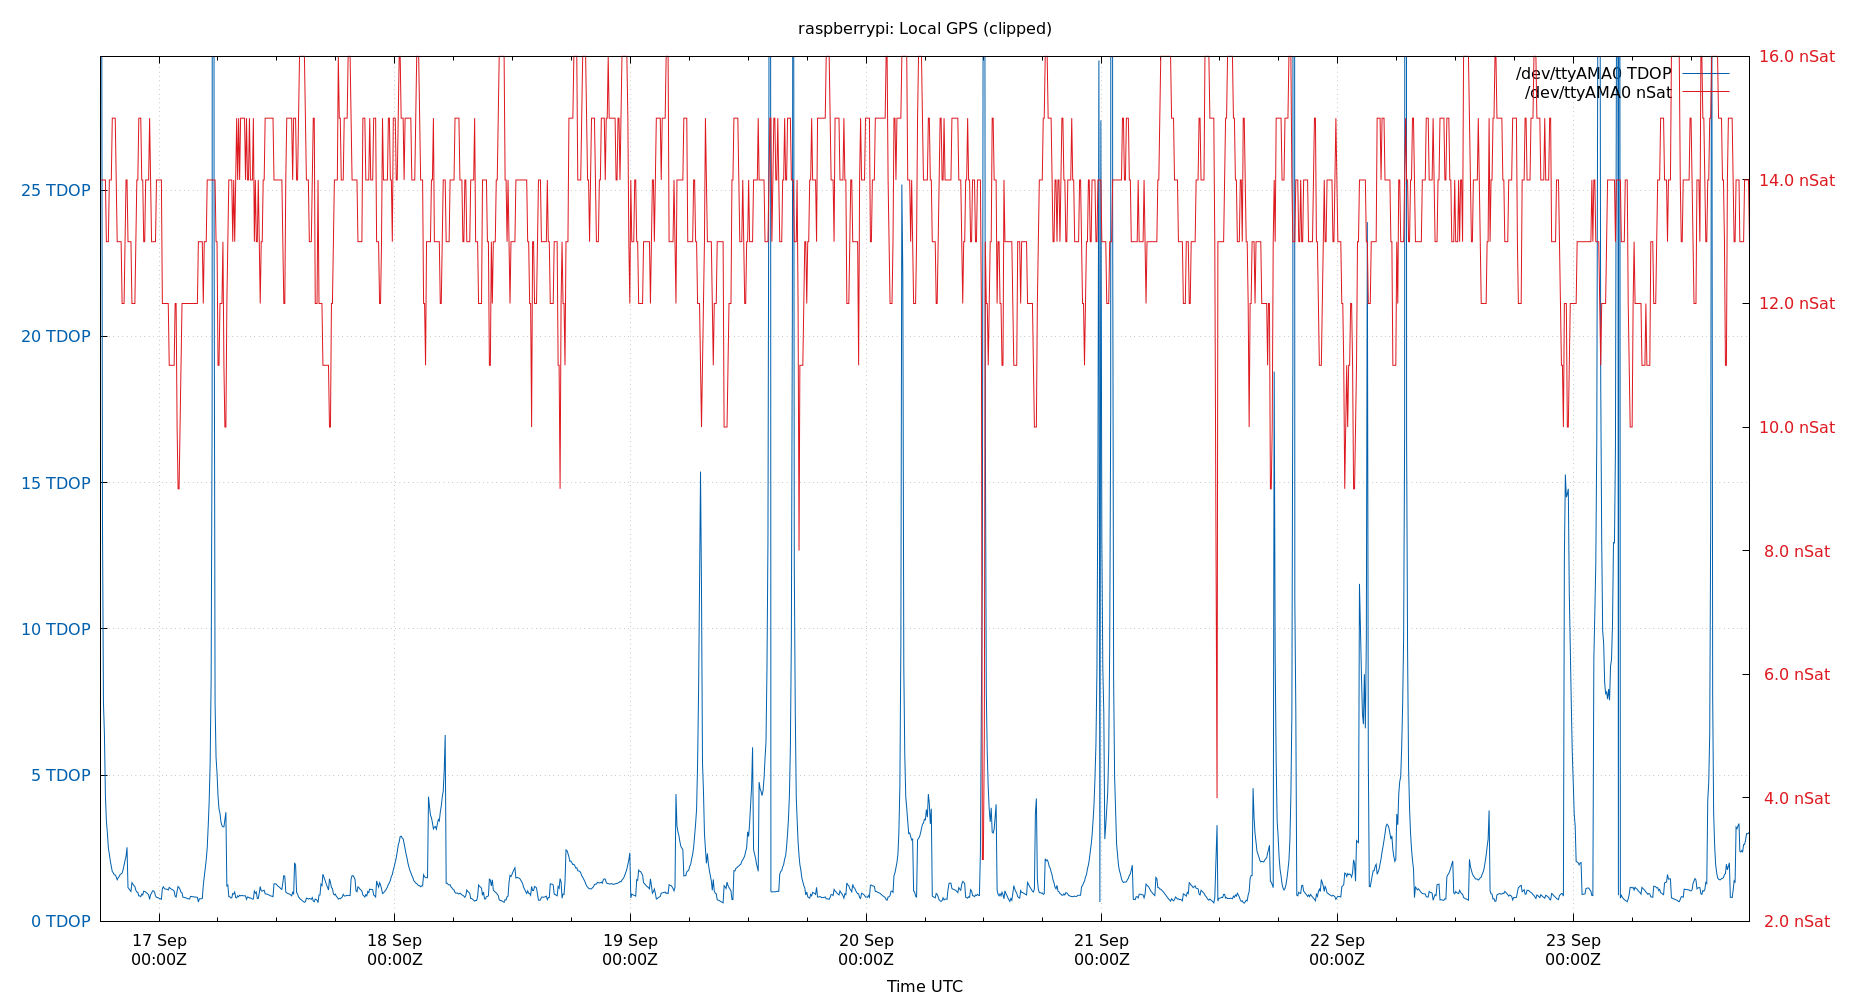 raspberrypi: Local GPS (clipped)
16.0 nSat
/dev/ttyAMA0 TDOP
/dev/ttyAMA0 nSat
25 TDOP
14.0 nSat
20 TDOP
12.0 nSat
15 TDOP
10.0 nSat
10 TDOP
8.0 nSat
5 TDOP
6.0 nSat
4.0 nSat
0 TDOP
2.0 nSat
17 Sep 18 Sep 19 Sep 20 Sep 21 Sep 22 Sep 23 Sep
00:00Z 00:00Z 00:00Z 00:00Z 00:00Z 00:00Z 00:00Z
Time UTC